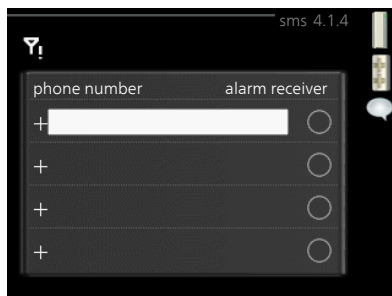 sms 4.1.4
phone number alarm receiver
+
+
+
+